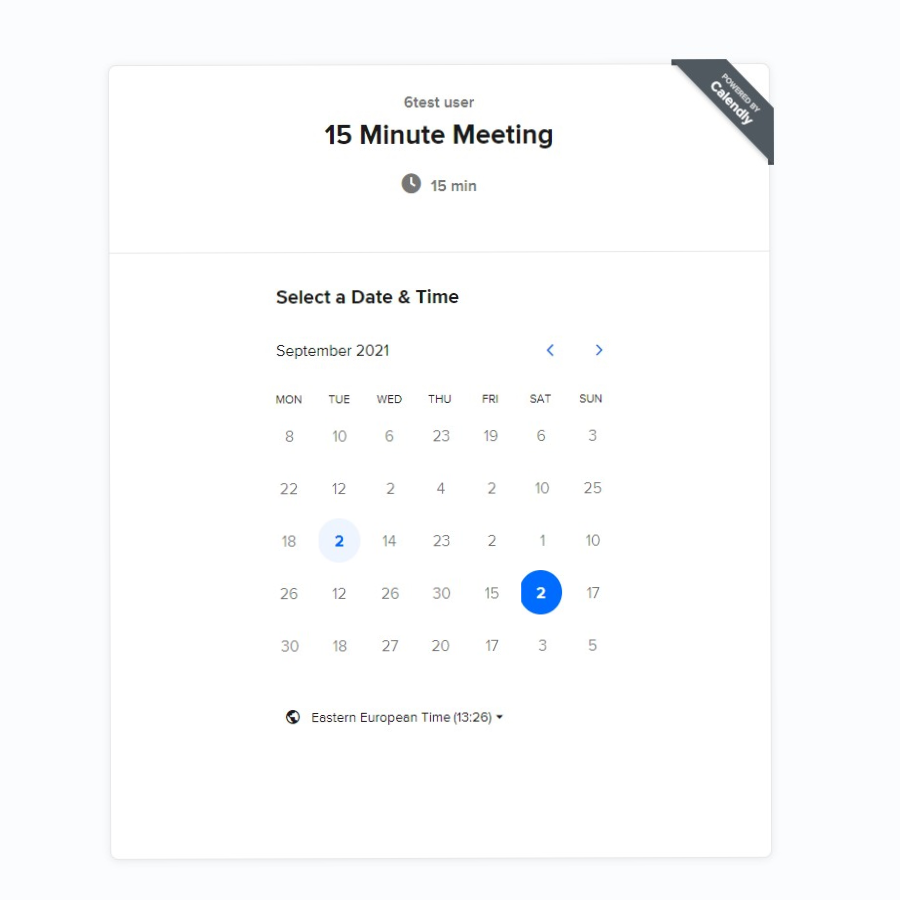 POWERED BY
Calendly
6test user
15 Minute Meeting
15 min
Select a Date & Time
September 2021
MON TUE WED THU FRI SAT SUN
8 10 6 23 19 6 3
22 12 2 4 2 10 25
18 2 14 23 2 1 10
26 12 26 30 15 2 17
30 18 27 20 17 3 5
Eastern European Time (13:26)